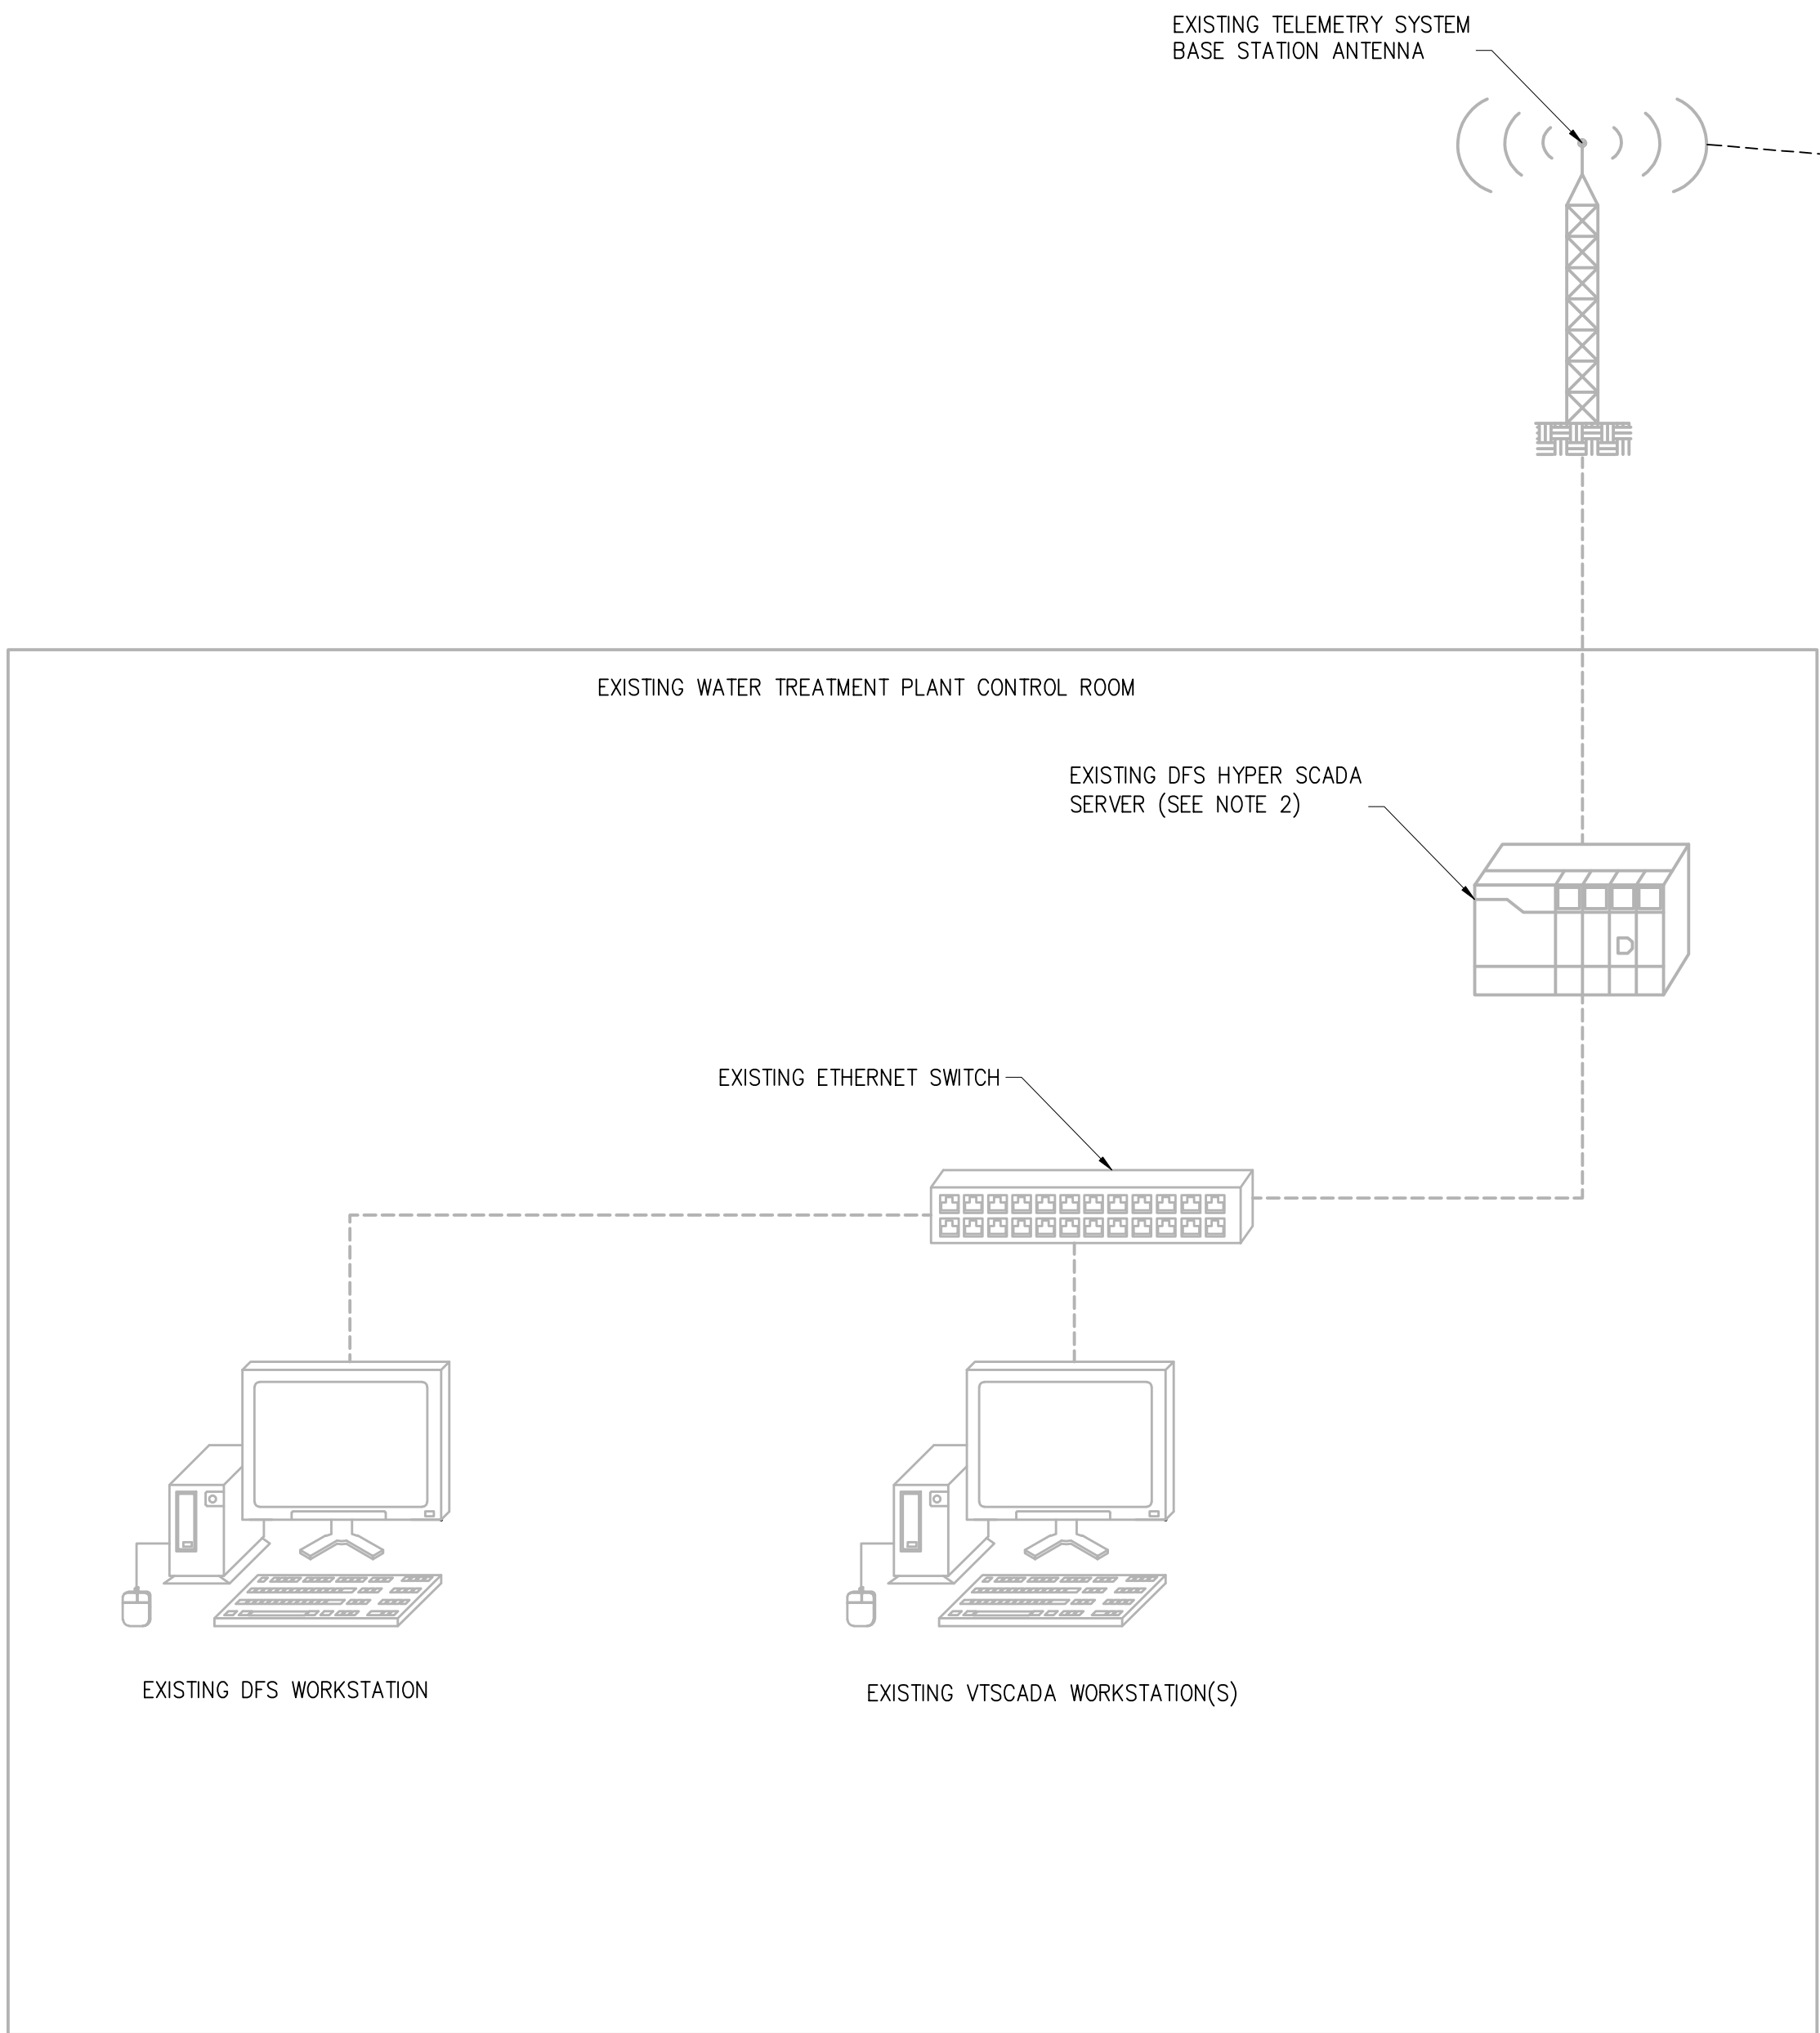 EXISTING TELEMETRY SYSTEM
BASE STATION ANTENNA
EXISTING WATER TREATMENT PLANT CONTROL ROOM
EXISTING DFS HYPER SCADA
SERVER (SEE NOTE 2)
EXISTING ETHERNET SWITCH
EXISTING DFS WORKSTATION
EXISTING VTSCADA WORKSTATION(S)